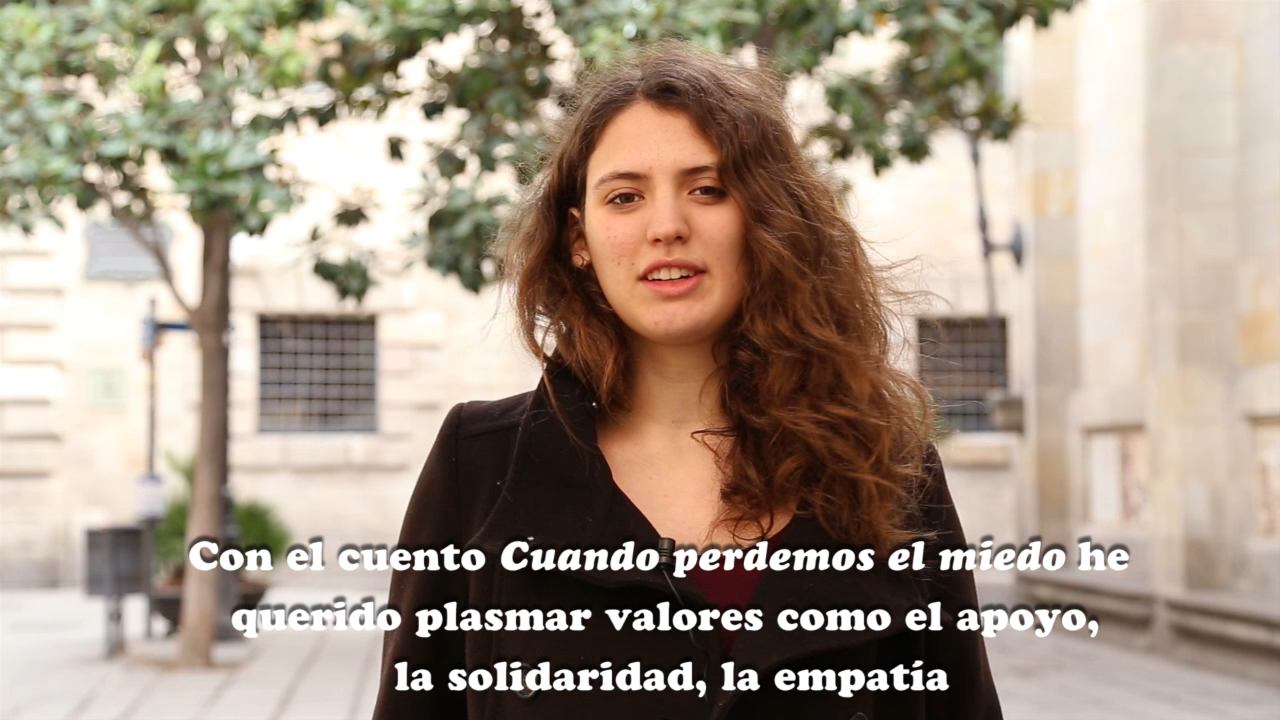 Con el cuento Cuando perdemos el miedo he
querido plasmar valores como el apoyo,
la solidaridad, la empatía